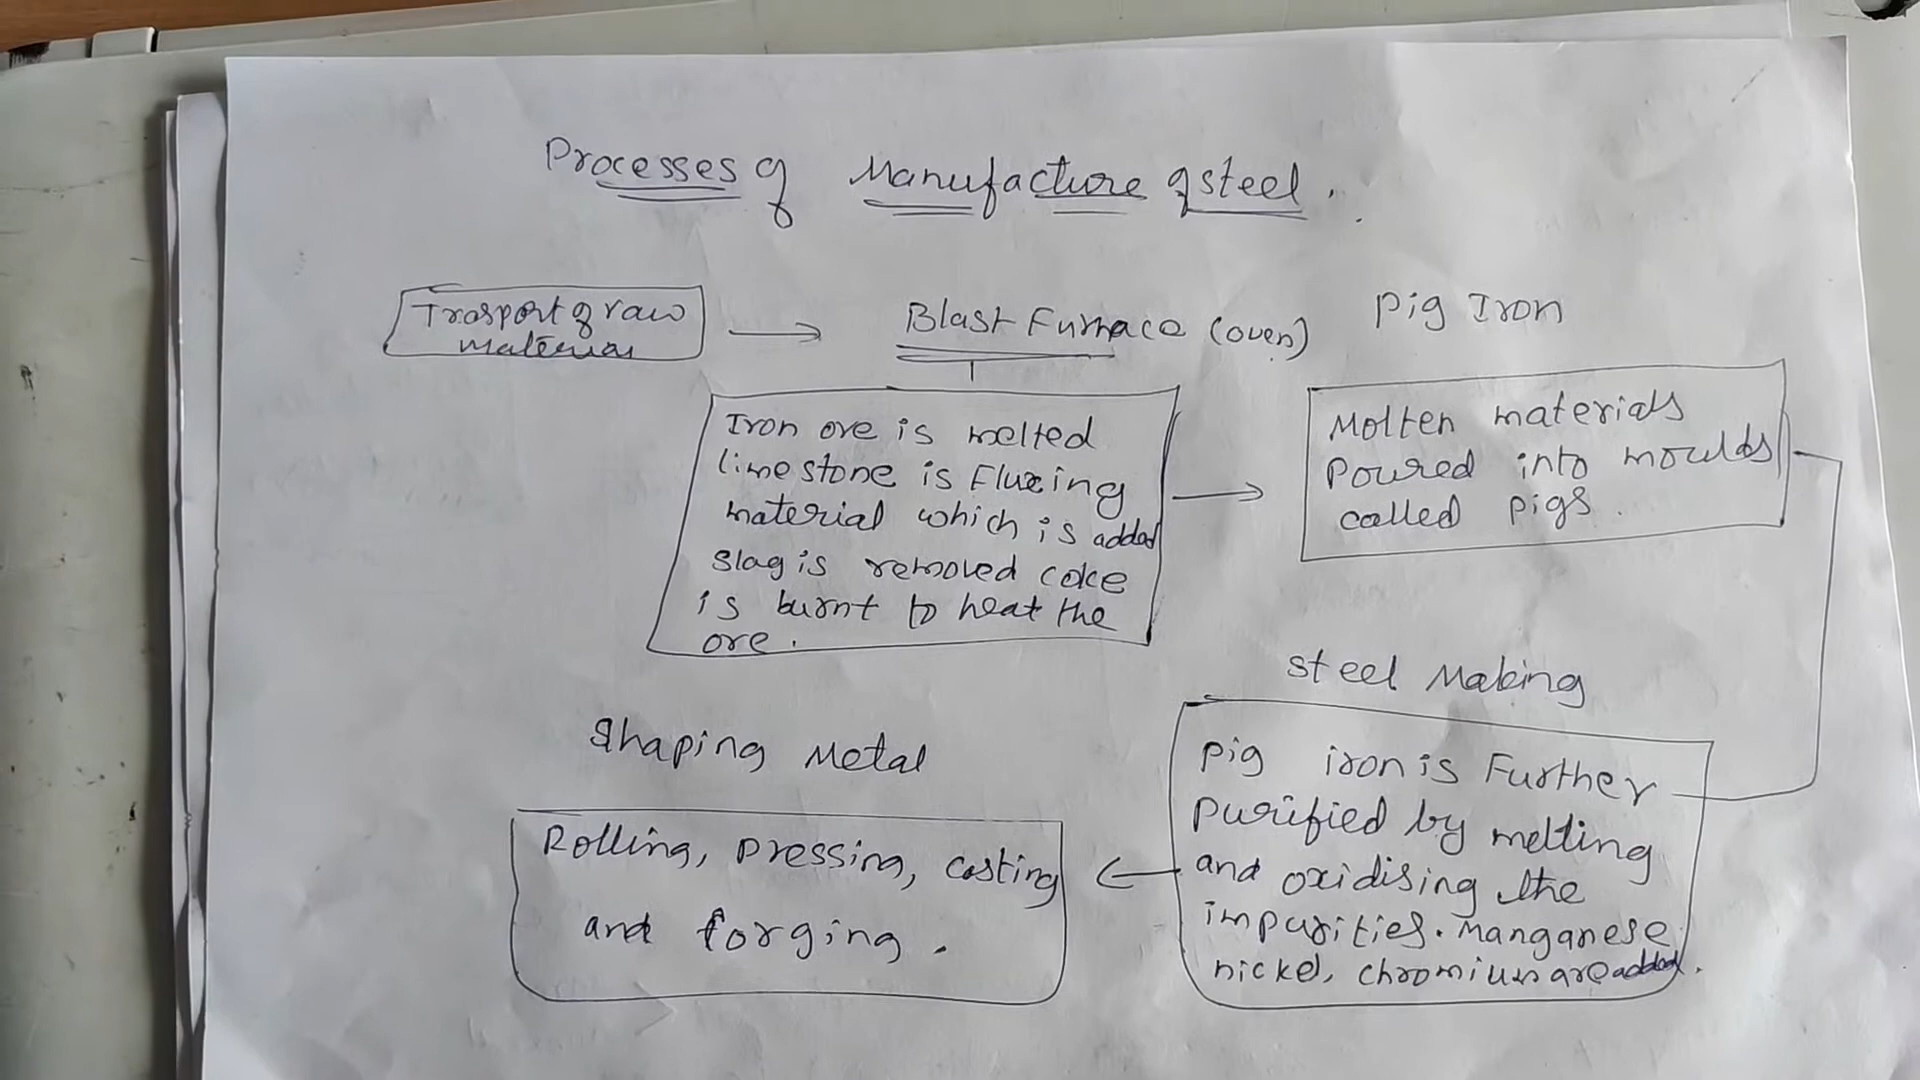 Processes of Manufacture of steel.
Trasport of raw
material
Blast Furnace (oven)
Pig Iron
Iron ore is melted
limestone is Fluxing
material which is added
slag is removed coke
is burnt to heat the
ore.
Molten materials
Poured into moulds
called pigs.
Steel Making
Pig iron is Further
purified by melting
and oxidising the
impurities. Manganese
nickel, chromium are added.
Shaping Metal
Rolling, pressing, casting
and forging.